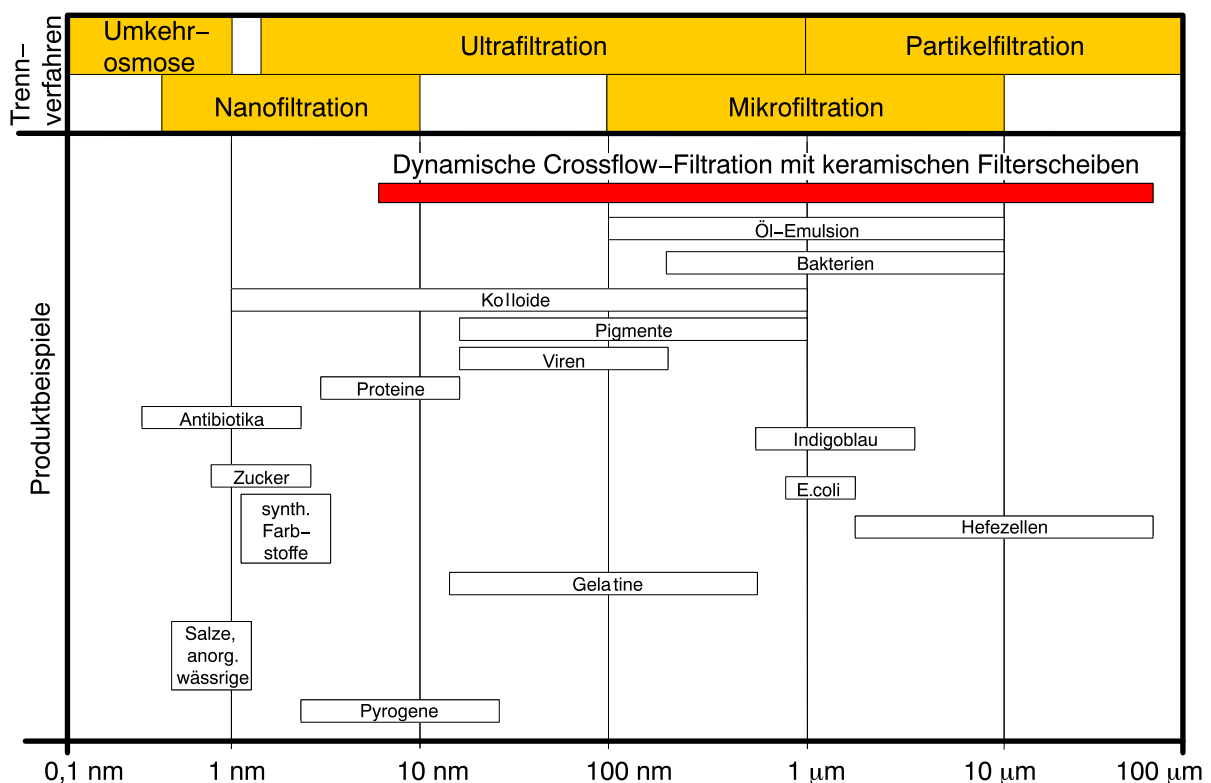 Trenn–
verfahren
Umkehr–
osmose
Ultrafiltration
Partikelfiltration
Nanofiltration
Mikrofiltration
Produktbeispiele
Dynamische Crossflow–Filtration mit keramischen Filterscheiben
Öl–Emulsion
Bakterien
Kolloide
Pigmente
Viren
Proteine
Antibiotika
Indigoblau
Zucker
E.coli
synth.
Farb–
stoffe
Hefezellen
Gelatine
Salze,
anorg.
wässrige
Pyrogene
0,1 nm 1 nm 10 nm 100 nm 1 μm 10 μm 100 μm